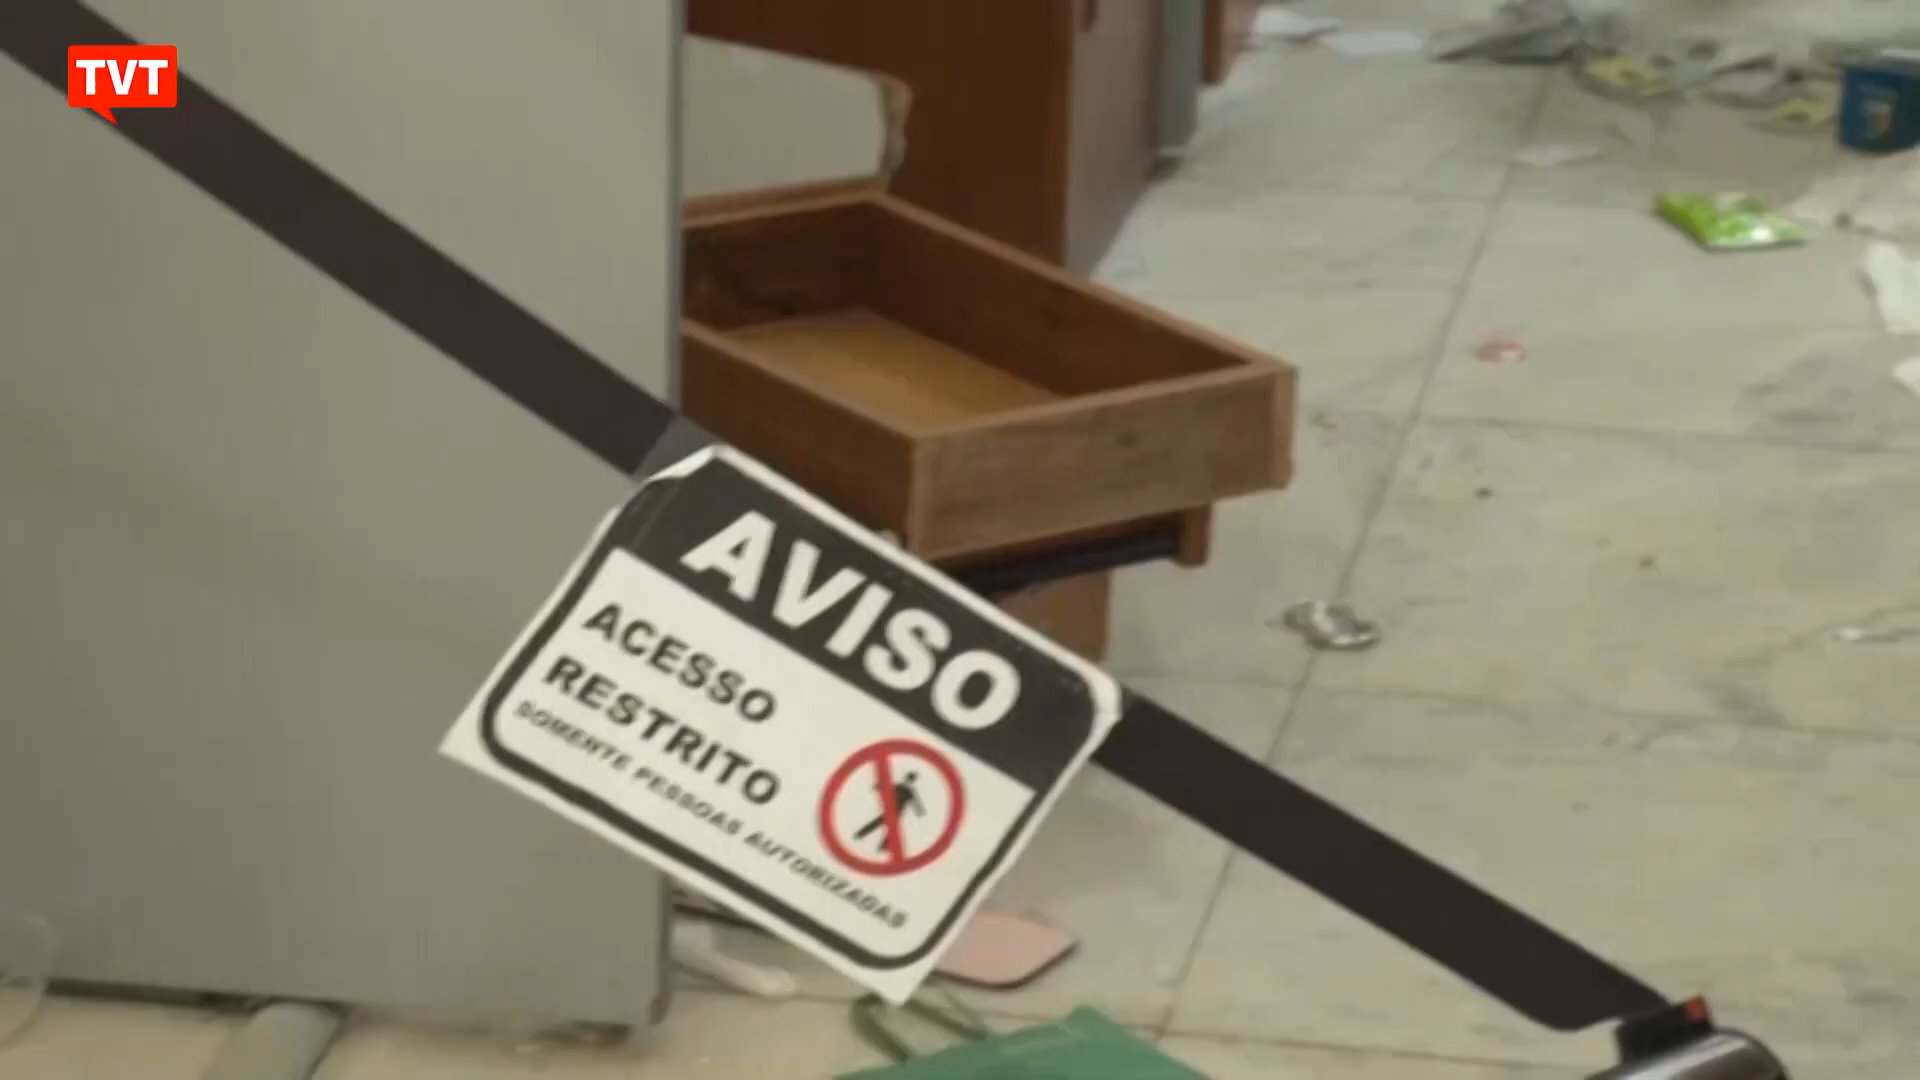 TVT
AVISO
ACESSO
RESTRITO
SOMENTE PESSOAS AUTORIZADAS